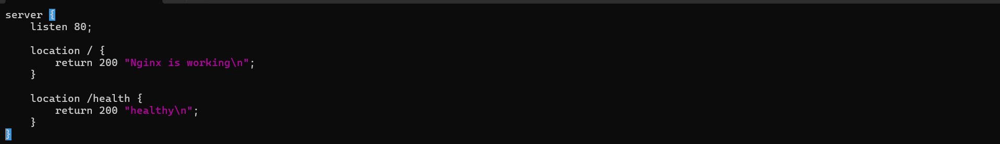 server {
    listen 80;

    location / {
        return 200 "Nginx is working\n";
    }

    location /health {
        return 200 "healthy\n";
    }
}